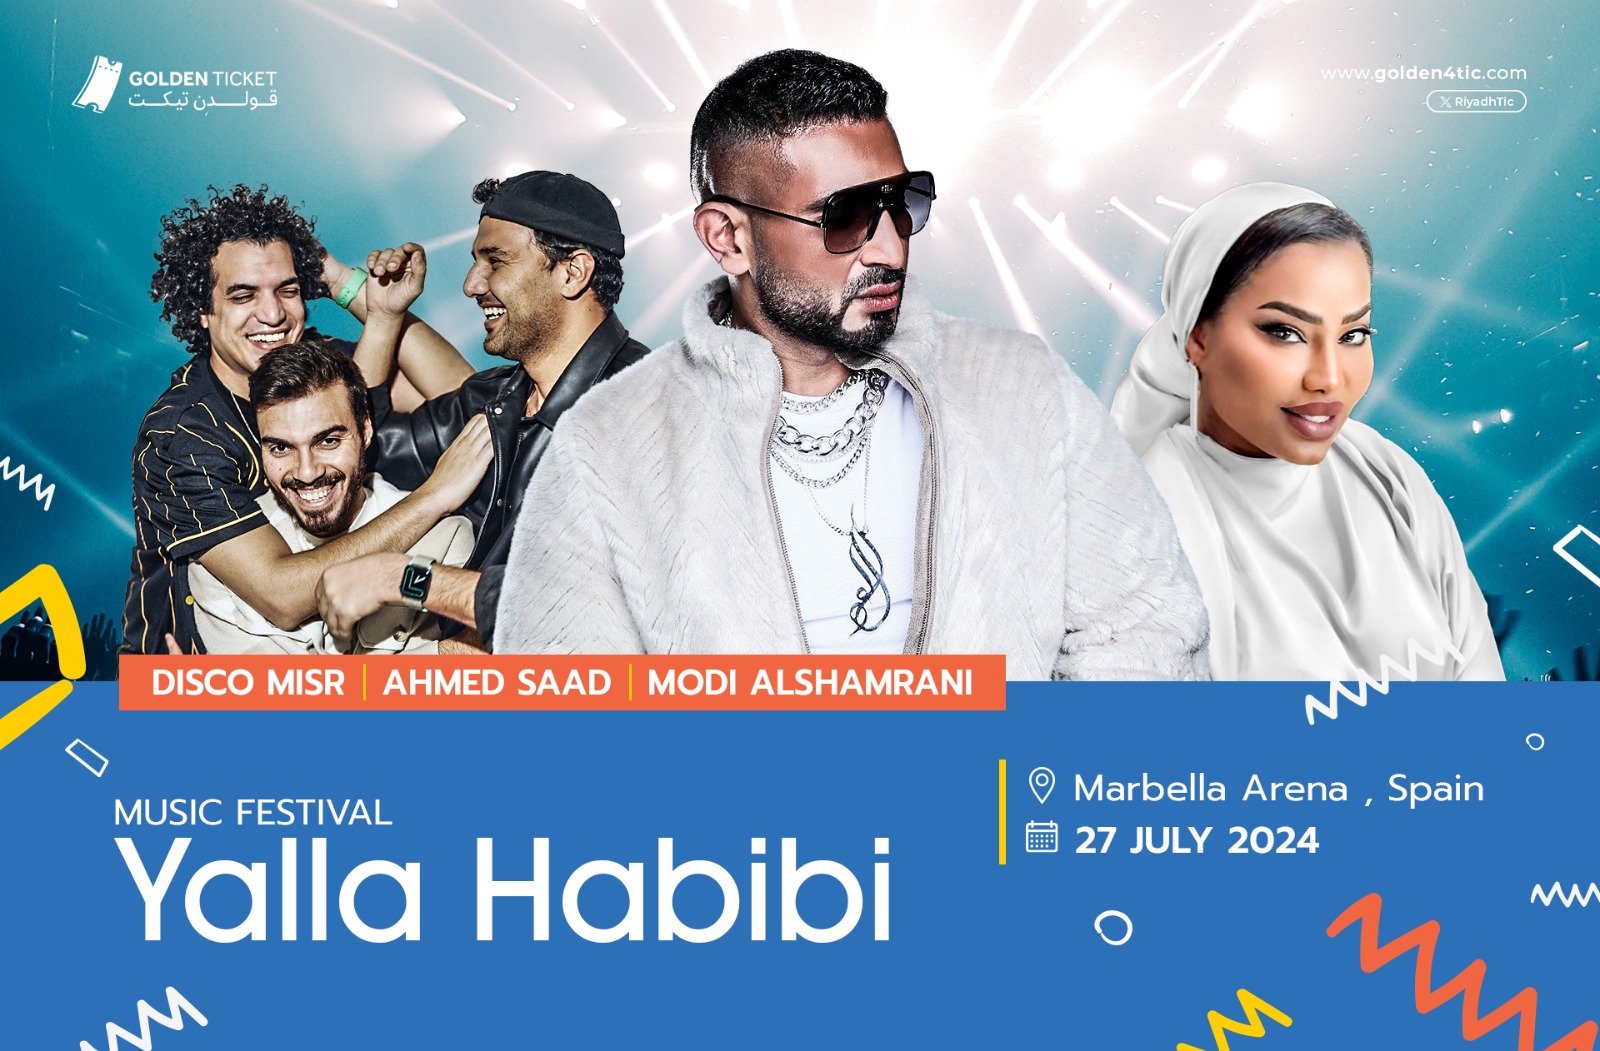 GOLDEN TICKET
قولدن تيكت
www.golden4tic.com
X RiyadhTic
DISCO MISR | AHMED SAAD | MODI ALSHAMRANI
MUSIC FESTIVAL
Yalla Habibi
Marbella Arena , Spain
27 JULY 2024